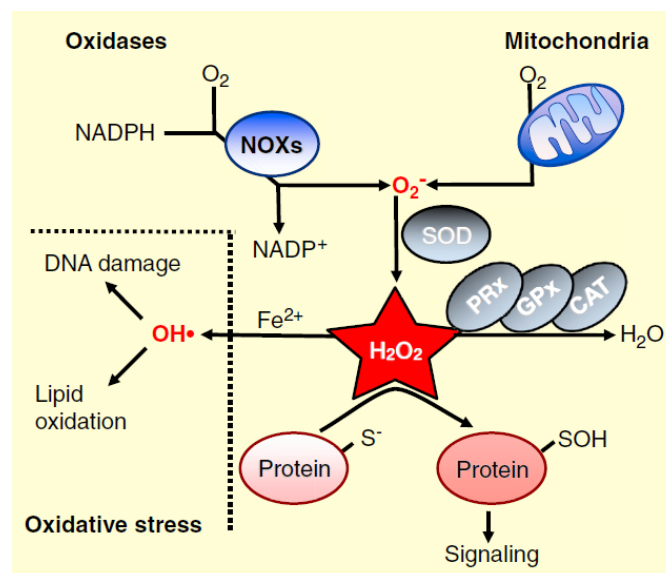 Oxidases
Mitochondria
O₂
O₂
NADPH
NOXs
O₂⁻
NADP⁺
SOD
DNA damage
PRx
GPx
CAT
Fe²⁺
OH•
H₂O₂
H₂O
Lipid
oxidation
Protein
S⁻
Protein
SOH
Oxidative stress
Signaling